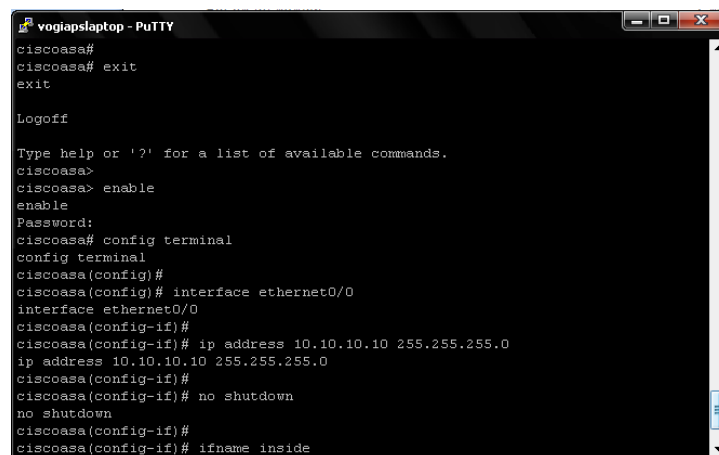 vogiapslaptop - PuTTY
ciscoasa#
ciscoasa# exit
exit
Logoff
Type help or '?' for a list of available commands.
ciscoasa>
ciscoasa> enable
enable
Password:
ciscoasa# config terminal
config terminal
ciscoasa(config)#
ciscoasa(config)# interface ethernet0/0
interface ethernet0/0
ciscoasa(config-if)#
ciscoasa(config-if)# ip address 10.10.10.10 255.255.255.0
ip address 10.10.10.10 255.255.255.0
ciscoasa(config-if)#
ciscoasa(config-if)# no shutdown
no shutdown
ciscoasa(config-if)#
ciscoasa(config-if)# ifname inside